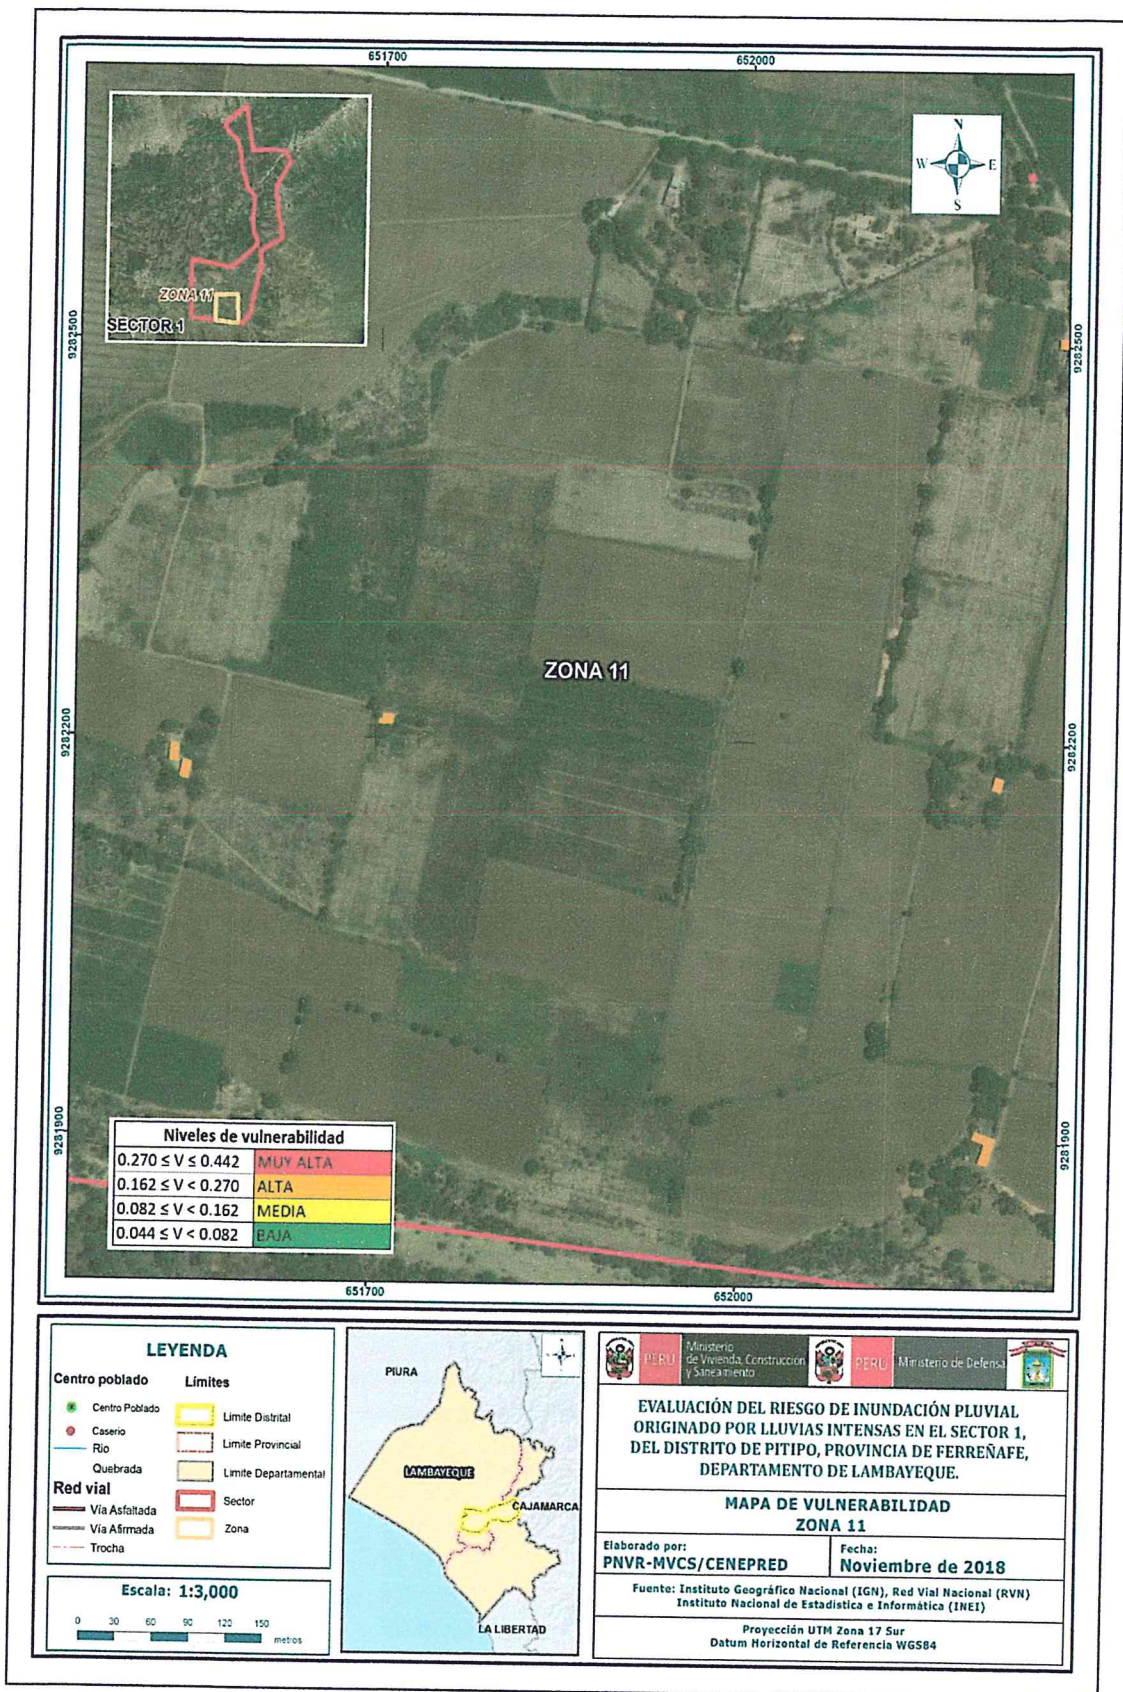 651700
652000
N
W
E
S
ZONA 11
SECTOR 1
9282500
9282500
ZONA 11
9282200
9282200
9281900
9281900
Niveles de vulnerabilidad
0.270 ≤ V ≤ 0.442 MUY ALTA
0.162 ≤ V < 0.270 ALTA
0.082 ≤ V < 0.162 MEDIA
0.044 ≤ V < 0.082 BAJA
651700
652000
LEYENDA
Centro poblado
Centro Poblado
Caserio
Rio
Quebrada
Red vial
Vía Asfaltada
Vía Afirmada
Trocha
Límites
Limite Distrital
Limite Provincial
Limite Departamental
Sector
Zona
Escala: 1:3,000
0 30 60 90 120 150
metros
PIURA
LAMBAYEQUE
CAJAMARCA
LA LIBERTAD
PERÚ
Ministerio
de Vivienda, Construcción
y Saneamiento
PERÚ
Ministerio de Defensa
EVALUACIÓN DEL RIESGO DE INUNDACIÓN PLUVIAL
ORIGINADO POR LLUVIAS INTENSAS EN EL SECTOR 1,
DEL DISTRITO DE PITIPO, PROVINCIA DE FERREÑAFE,
DEPARTAMENTO DE LAMBAYEQUE.
MAPA DE VULNERABILIDAD
ZONA 11
Elaborado por:
PNVR-MVCS/CENEPRED
Fecha:
Noviembre de 2018
Fuente: Instituto Geográfico Nacional (IGN), Red Vial Nacional (RVN)
Instituto Nacional de Estadística e Informática (INEI)
Proyección UTM Zona 17 Sur
Datum Horizontal de Referencia WGS84